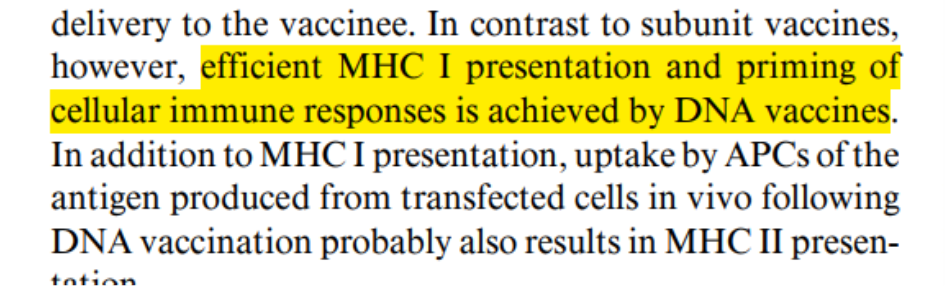 delivery to the vaccinee. In contrast to subunit vaccines,
however, efficient MHC I presentation and priming of
cellular immune responses is achieved by DNA vaccines.
In addition to MHC I presentation, uptake by APCs of the
antigen produced from transfected cells in vivo following
DNA vaccination probably also results in MHC II presen-
tation